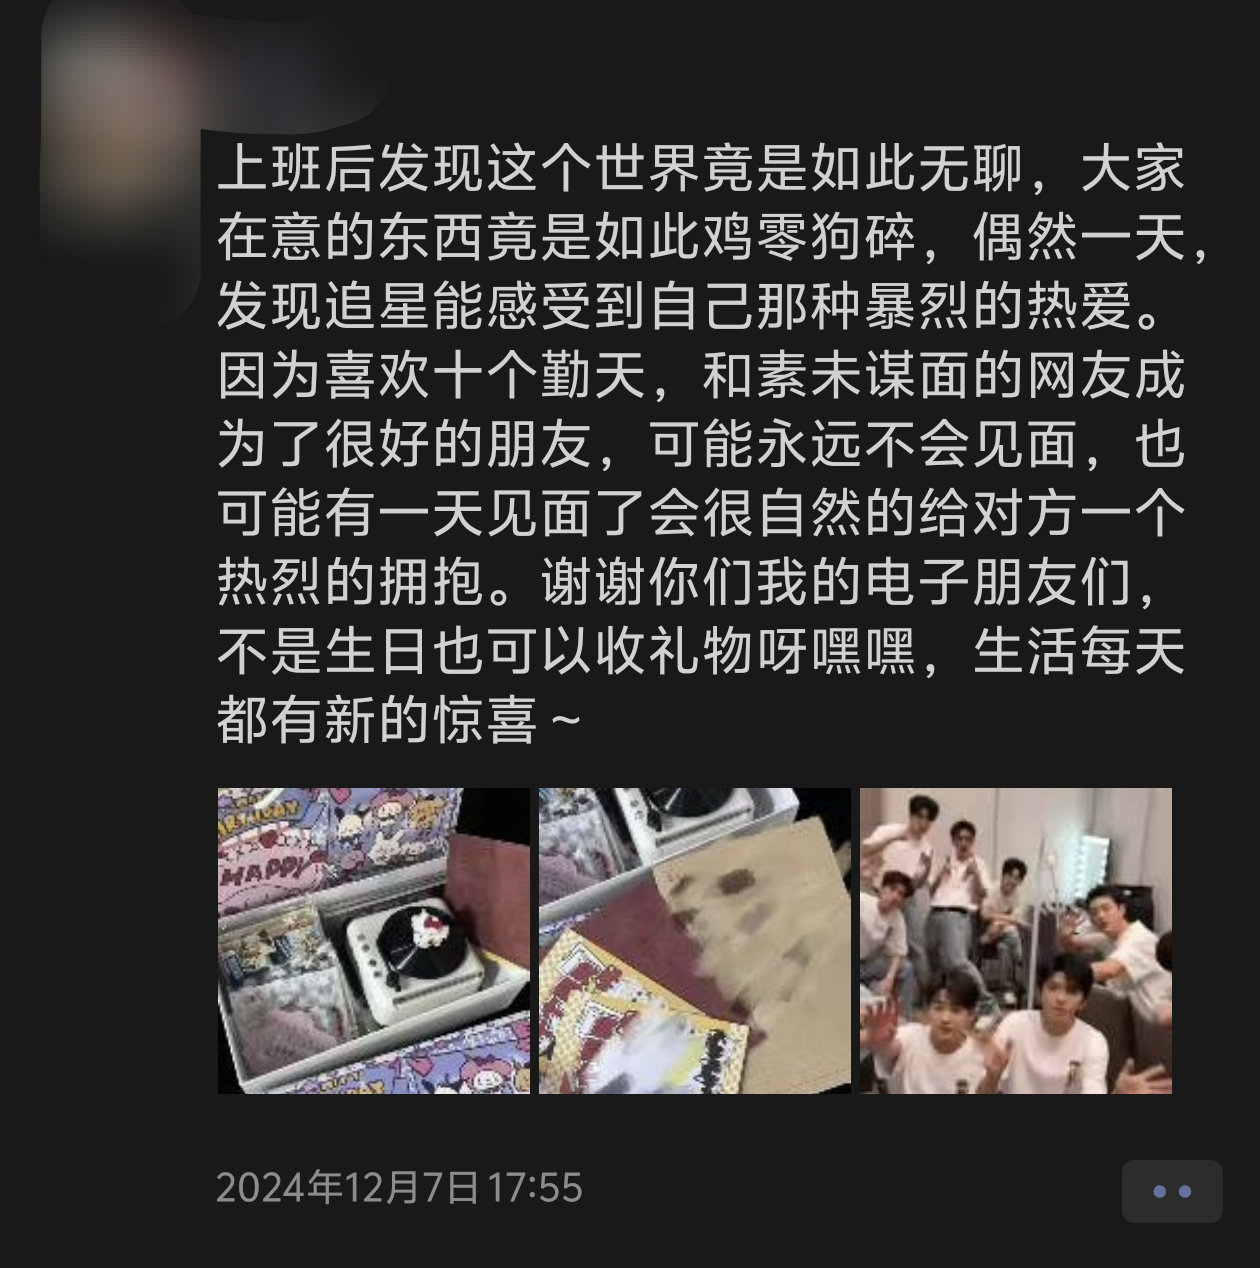 上班后发现这个世界竟是如此无聊，大家
在意的东西竟是如此鸡零狗碎，偶然一天，
发现追星能感受到自己那种暴烈的热爱。
因为喜欢十个勤天，和素未谋面的网友成
为了很好的朋友，可能永远不会见面，也
可能有一天见面了会很自然的给对方一个
热烈的拥抱。谢谢你们我的电子朋友们，
不是生日也可以收礼物呀嘿嘿，生活每天
都有新的惊喜～
HAPPY
2024年12月7日 17:55